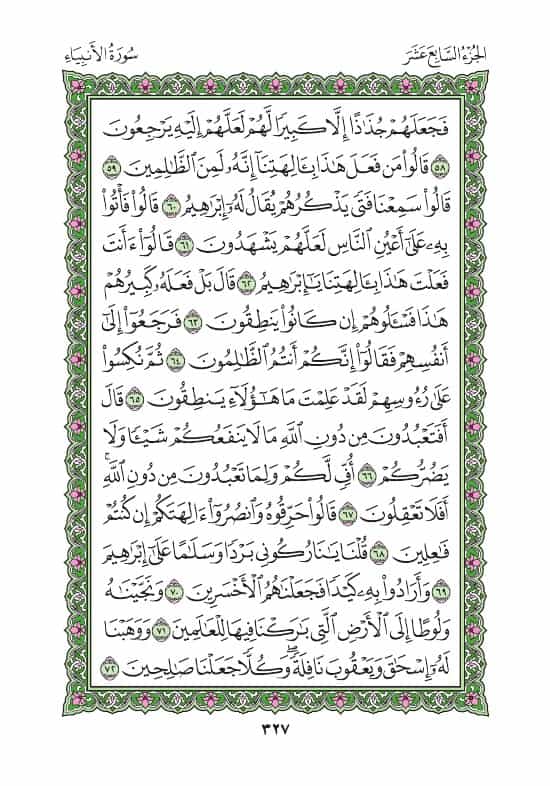 الجزء السابع عشر
سورة الأنبياء
فَجَعَلَهُمْ جُذَاذًا إِلَّا كَبِيرًا لَّهُمْ لَعَلَّهُمْ إِلَيْهِ يَرْجِعُونَ
٥٨ قَالُوا۟ مَن فَعَلَ هَٰذَا بِـَٔالِهَتِنَآ إِنَّهُۥ لَمِنَ ٱلظَّٰلِمِينَ ٥٩
قَالُوا۟ سَمِعْنَا فَتًى يَذْكُرُهُمْ يُقَالُ لَهُۥٓ إِبْرَٰهِيمُ ٦٠ قَالُوا۟ فَأْتُوا۟
بِهِۦ عَلَىٰٓ أَعْيُنِ ٱلنَّاسِ لَعَلَّهُمْ يَشْهَدُونَ ٦١ قَالُوٓا۟ ءَأَنتَ
فَعَلْتَ هَٰذَا بِـَٔالِهَتِنَا يَٰٓإِبْرَٰهِيمُ ٦٢ قَالَ بَلْ فَعَلَهُۥ كَبِيرُهُمْ
هَٰذَا فَسْـَٔلُوهُمْ إِن كَانُوا۟ يَنطِقُونَ ٦٣ فَرَجَعُوٓا۟ إِلَىٰٓ
أَنفُسِهِمْ فَقَالُوٓا۟ إِنَّكُمْ أَنتُمُ ٱلظَّٰلِمُونَ ٦٤ ثُمَّ نُكِسُوا۟
عَلَىٰ رُءُوسِهِمْ لَقَدْ عَلِمْتَ مَا هَٰٓؤُلَآءِ يَنطِقُونَ ٦٥ قَالَ
أَفَتَعْبُدُونَ مِن دُونِ ٱللَّهِ مَا لَا يَنفَعُكُمْ شَيْـًٔا وَلَا
يَضُرُّكُمْ ٦٦ أُفٍّ لَّكُمْ وَلِمَا تَعْبُدُونَ مِن دُونِ ٱللَّهِ ۚ
أَفَلَا تَعْقِلُونَ ٦٧ قَالُوا۟ حَرِّقُوهُ وَٱنصُرُوٓا۟ ءَالِهَتَكُمْ إِن كُنتُمْ
فَٰعِلِينَ ٦٨ قُلْنَا يَٰنَارُ كُونِى بَرْدًا وَسَلَٰمًا عَلَىٰٓ إِبْرَٰهِيمَ
٦٩ وَأَرَادُوا۟ بِهِۦ كَيْدًا فَجَعَلْنَٰهُمُ ٱلْأَخْسَرِينَ ٧٠ وَنَجَّيْنَٰهُ
وَلُوطًا إِلَى ٱلْأَرْضِ ٱلَّتِى بَٰرَكْنَا فِيهَا لِلْعَٰلَمِينَ ٧١ وَوَهَبْنَا
لَهُۥٓ إِسْحَٰقَ وَيَعْقُوبَ نَافِلَةً ۖ وَكُلًّا جَعَلْنَا صَٰلِحِينَ ٧٢
٣٢٧